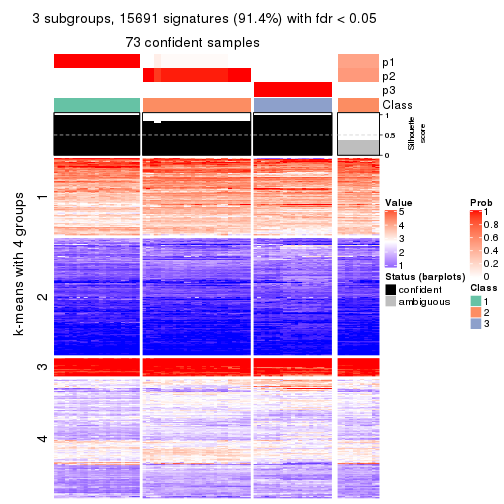 3 subgroups, 15691 signatures (91.4%) with fdr < 0.05
73 confident samples
p1
p2
p3
Class
1
0.5
0
Silhouette
score
k-means with 4 groups
1
2
3
4
Value
5
4
3
2
1
Status (barplots)
confident
ambiguous
Prob
1
0.8
0.6
0.4
0.2
0
Class
1
2
3